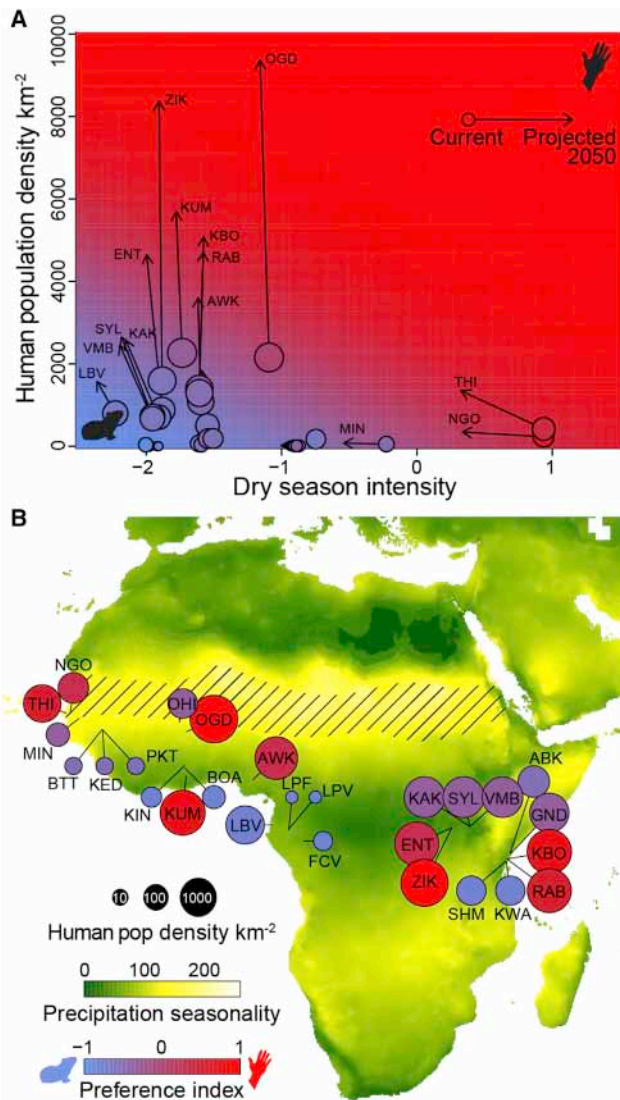 A
Human population density km-2
10000
8000
6000
4000
2000
0
OGD
ZIK
Current Projected
2050
KUM
KBO
ENT
RAB
AWK
SYL
KAK
VMB
LBV
THI
NGO
MIN
-2 -1 0 1
Dry season intensity
B
NGO
THI
OHI
OGD
MIN
AWK
ABK
PKT
BTT
KED
BOA
LPF
LPV
KAK SYL VMB
KIN
KUM
LBV
GND
ENT
KBO
FCV
ZIK
RAB
SHM
KWA
10 100 1000
Human pop density km-2
0 100 200
Precipitation seasonality
−1 0 1
Preference index